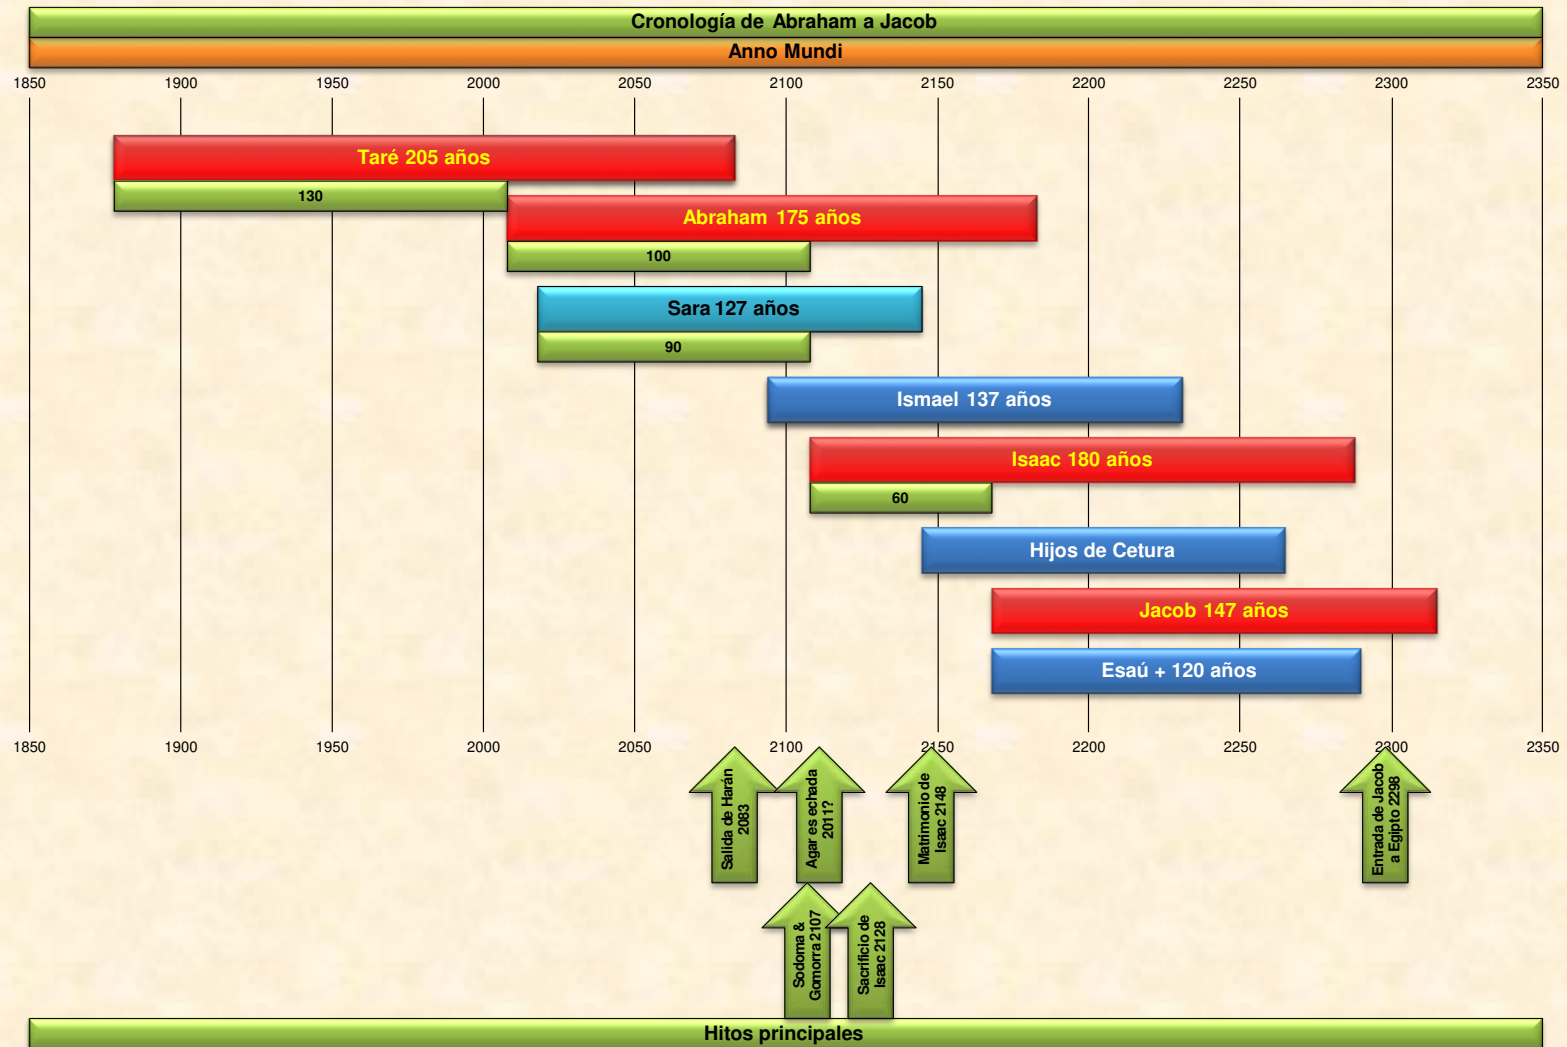 Cronología de Abraham a Jacob
Anno Mundi
1850 1900 1950 2000 2050 2100 2150 2200 2250 2300 2350
Taré 205 años
130
Abraham 175 años
100
Sara 127 años
90
Ismael 137 años
Isaac 180 años
60
Hijos de Cetura
Jacob 147 años
Esaú + 120 años
1850 1900 1950 2000 2050 2100 2150 2200 2250 2300 2350
Salida de Harán
2083
Agar es echada
2011?
Matrimonio de
Isaac 2148
Entrada de Jacob
a Egipto 2298
Sodoma &
Gomorra 2107
Sacrificio de
Isaac 2128
Hitos principales